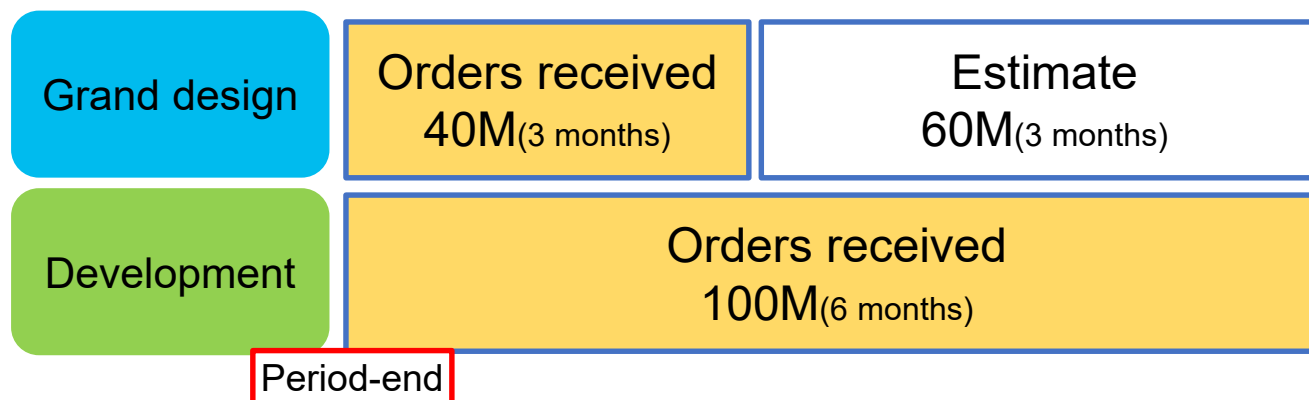 Grand design
Orders received
40M(3 months)
Estimate
60M(3 months)
Development
Orders received
100M(6 months)
Period-end